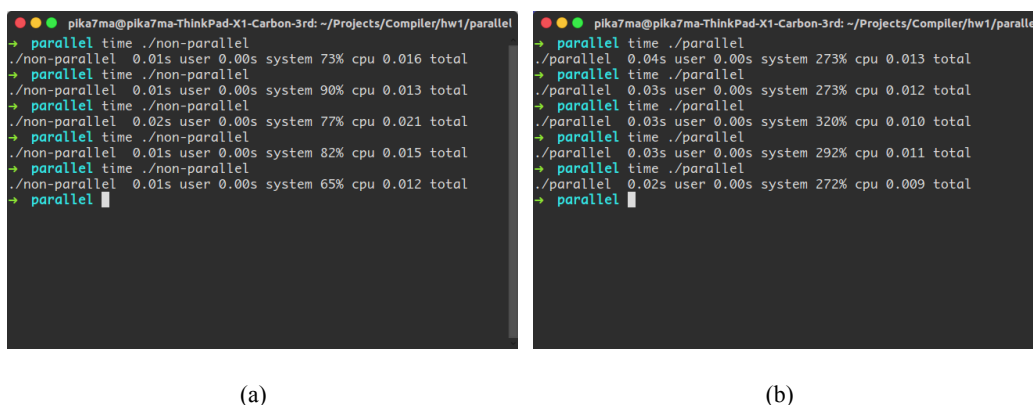 pika7ma@pika7ma-ThinkPad-X1-Carbon-3rd: ~/Projects/Compiler/hw1/parallel
→ parallel time ./non-parallel
./non-parallel 0.01s user 0.00s system 73% cpu 0.016 total
→ parallel time ./non-parallel
./non-parallel 0.01s user 0.00s system 90% cpu 0.013 total
→ parallel time ./non-parallel
./non-parallel 0.02s user 0.00s system 77% cpu 0.021 total
→ parallel time ./non-parallel
./non-parallel 0.01s user 0.00s system 82% cpu 0.015 total
→ parallel time ./non-parallel
./non-parallel 0.01s user 0.00s system 65% cpu 0.012 total
→ parallel
(a)
pika7ma@pika7ma-ThinkPad-X1-Carbon-3rd: ~/Projects/Compiler/hw1/paralle
→ parallel time ./parallel
./parallel 0.04s user 0.00s system 273% cpu 0.013 total
→ parallel time ./parallel
./parallel 0.03s user 0.00s system 273% cpu 0.012 total
→ parallel time ./parallel
./parallel 0.03s user 0.00s system 320% cpu 0.010 total
→ parallel time ./parallel
./parallel 0.03s user 0.00s system 292% cpu 0.011 total
→ parallel time ./parallel
./parallel 0.02s user 0.00s system 272% cpu 0.009 total
→ parallel
(b)